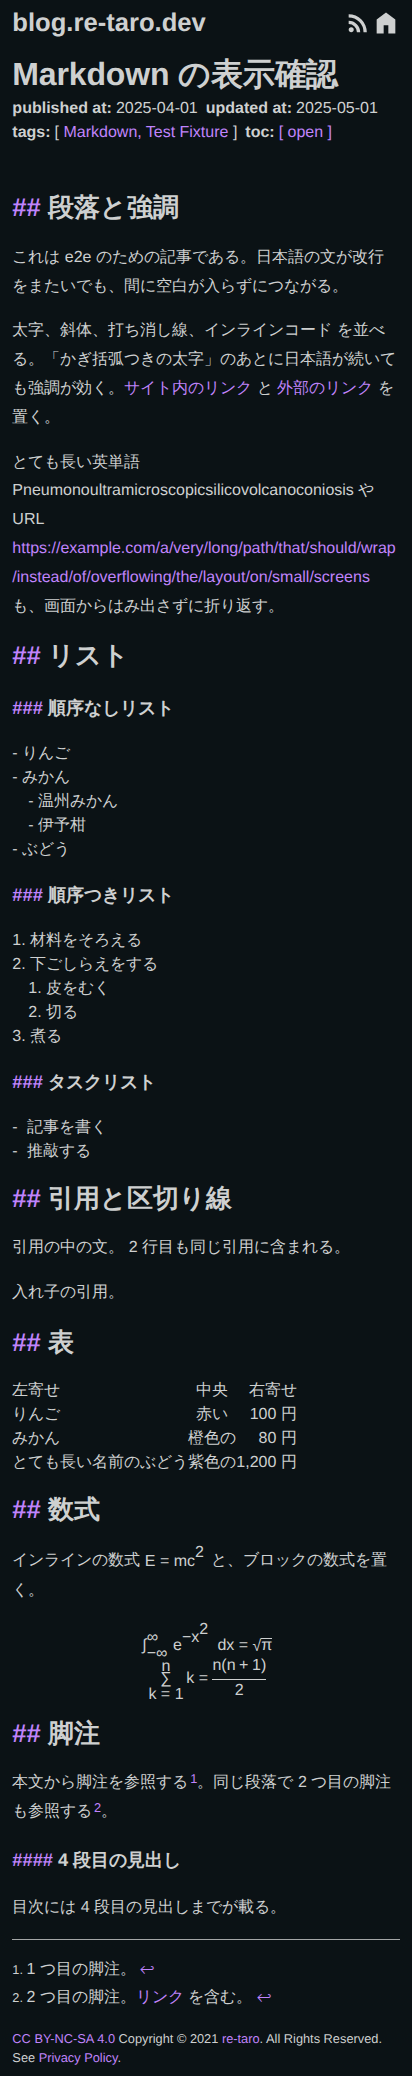 blog.re-taro.dev
Markdown の表示確認
published at: 2025-04-01 updated at: 2025-05-01
tags: [ Markdown, Test Fixture ] toc: [ open ]
## 段落と強調
これは e2e のための記事である。日本語の文が改行
をまたいでも、間に空白が入らずにつながる。
太字、斜体、打ち消し線、インラインコード を並べ
る。「かぎ括弧つきの太字」のあとに日本語が続いて
も強調が効く。サイト内のリンク と 外部のリンク を
置く。
とても長い英単語
Pneumonoultramicroscopicsilicovolcanoconiosis や
URL
https://example.com/a/very/long/path/that/should/wrap
/instead/of/overflowing/the/layout/on/small/screens
も、画面からはみ出さずに折り返す。
## リスト
### 順序なしリスト
- りんご
- みかん
- 温州みかん
- 伊予柑
- ぶどう
### 順序つきリスト
1. 材料をそろえる
2. 下ごしらえをする
1. 皮をむく
2. 切る
3. 煮る
### タスクリスト
- 記事を書く
- 推敲する
## 引用と区切り線
引用の中の文。 2 行目も同じ引用に含まれる。
入れ子の引用。
## 表
左寄せ 中央 右寄せ
りんご 赤い 100 円
みかん 橙色の 80 円
とても長い名前のぶどう紫色の1,200 円
## 数式
インラインの数式 E = mc2 と、ブロックの数式を置
く。
∫∞−∞ e−x2 dx = √π
n∑k = 1 k = n(n + 1)2
## 脚注
本文から脚注を参照する1。同じ段落で 2 つ目の脚注
も参照する2。
#### 4 段目の見出し
目次には 4 段目の見出しまでが載る。
1. 1 つ目の脚注。 ↩
2. 2 つ目の脚注。リンク を含む。 ↩
CC BY-NC-SA 4.0 Copyright © 2021 re-taro. All Rights Reserved.
See Privacy Policy.